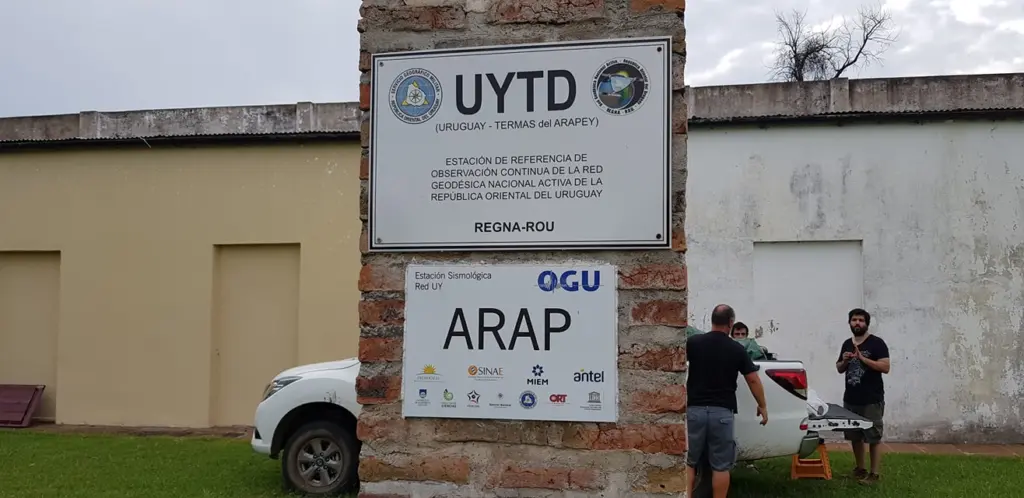 UYTD
(URUGUAY - TERMAS del ARAPEY)
ESTACIÓN DE REFERENCIA DE
OBSERVACIÓN CONTINUA DE LA RED
GEODÉSICA NACIONAL ACTIVA DE LA
REPÚBLICA ORIENTAL DEL URUGUAY
REGNA-ROU
Estación Sismológica
Red UY
OGU
ARAP
SINAE
MIEM
antel
ORT